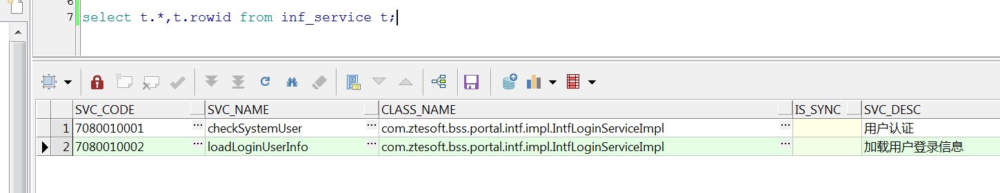 6
7 select t.*,t.rowid from inf_service t;
SVC_CODE SVC_NAME CLASS_NAME IS_SYNC SVC_DESC
1 7080010001 ... checkSystemUser ... com.ztesoft.bss.portal.intf.impl.IntfLoginServiceImpl ... 用户认证
2 7080010002 ... loadLoginUserInfo ... com.ztesoft.bss.portal.intf.impl.IntfLoginServiceImpl ... 加载用户登录信息